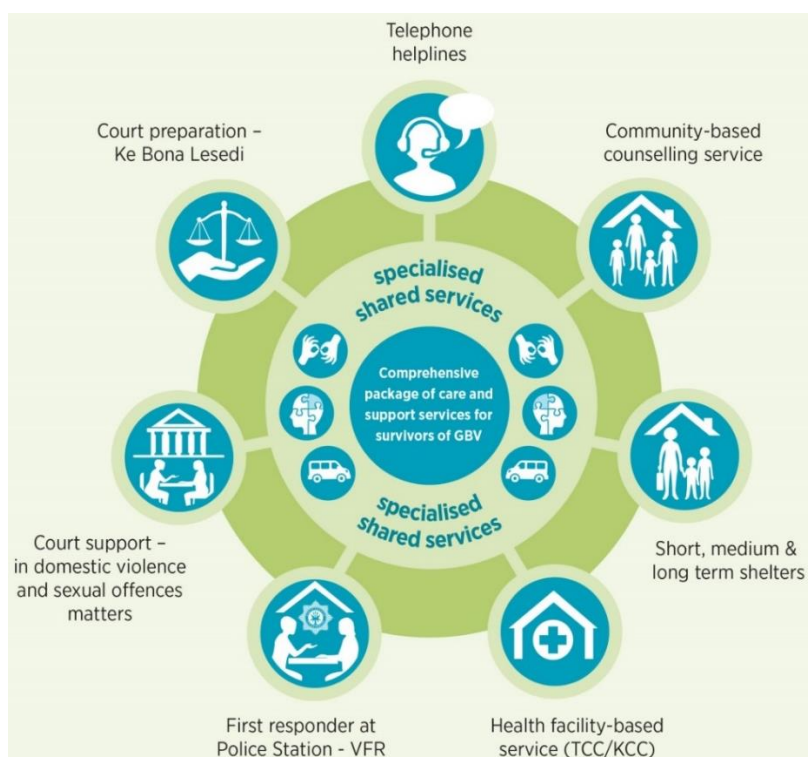 Telephone
helplines
Court preparation –
Ke Bona Lesedi
Community-based
counselling service
specialised
shared services
Comprehensive
package of care and
support services for
survivors of GBV
specialised
shared services
Court support –
in domestic violence
and sexual offences
matters
Short, medium &
long term shelters
First responder at
Police Station - VFR
Health facility-based
service (TCC/KCC)